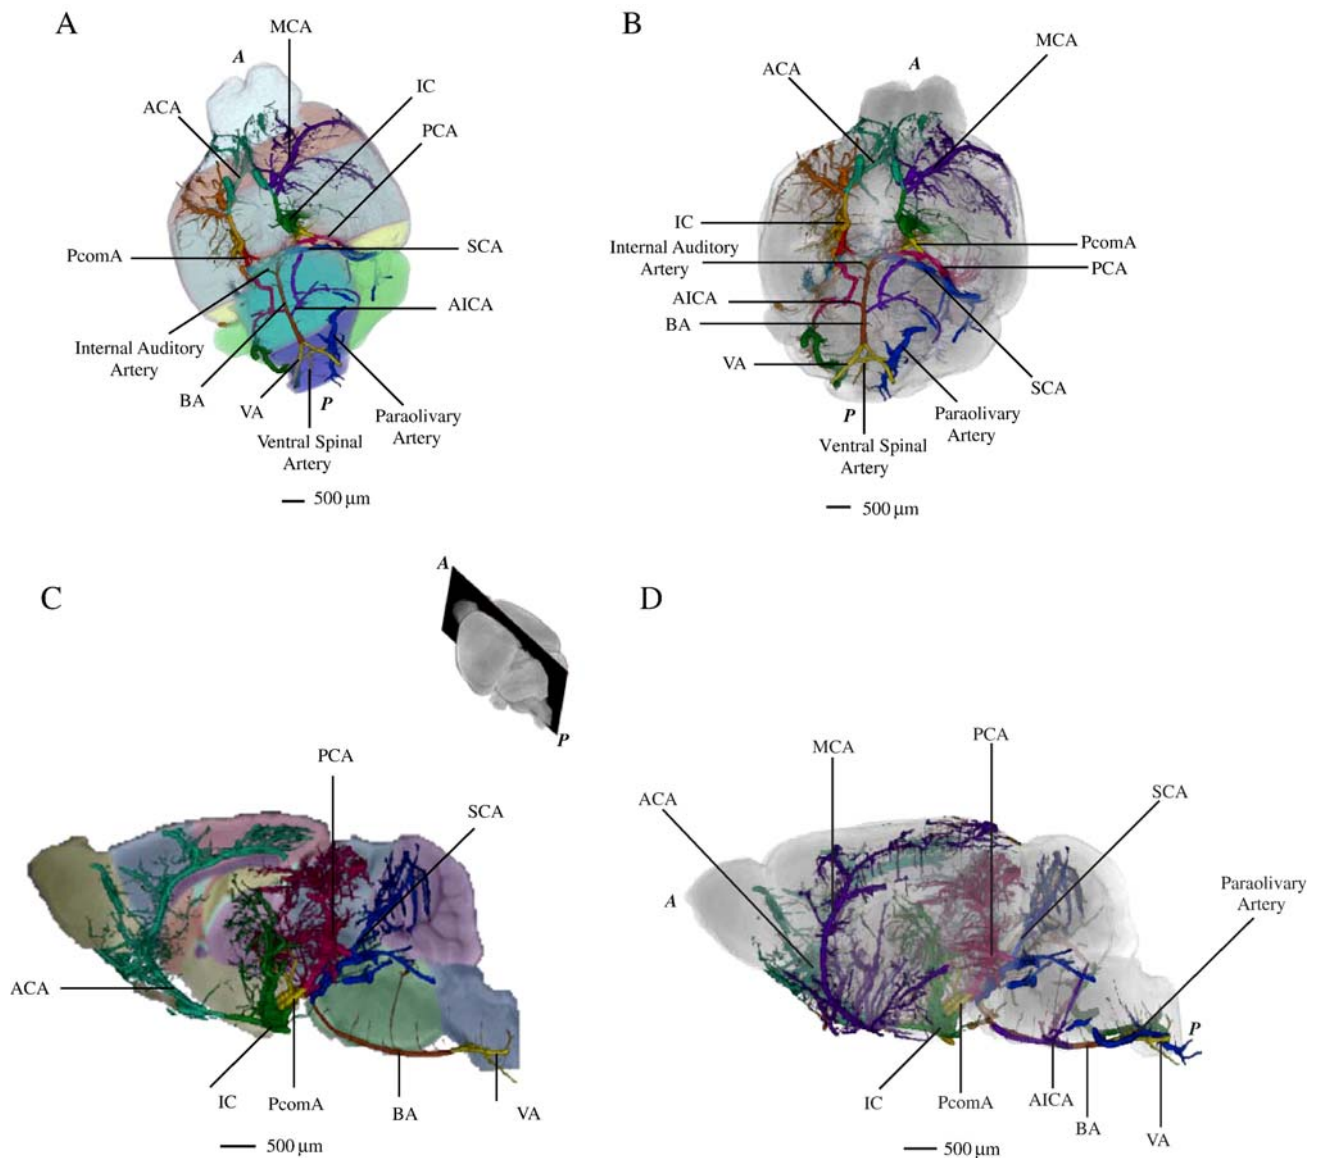 A
MCA
A
IC
ACA
PCA
PcomA
SCA
AICA
Internal Auditory
Artery
BA
VA
P
Paraolivary
Artery
Ventral Spinal
Artery
500 µm
B
MCA
A
ACA
IC
Internal Auditory
Artery
PcomA
PCA
AICA
BA
VA
SCA
P
Paraolivary
Artery
Ventral Spinal
Artery
500 µm
C
A
P
PCA
SCA
ACA
IC
PcomA
BA
VA
500 µm
D
PCA
MCA
ACA
SCA
Paraolivary
Artery
A
P
IC
PcomA
AICA
BA
VA
500 µm